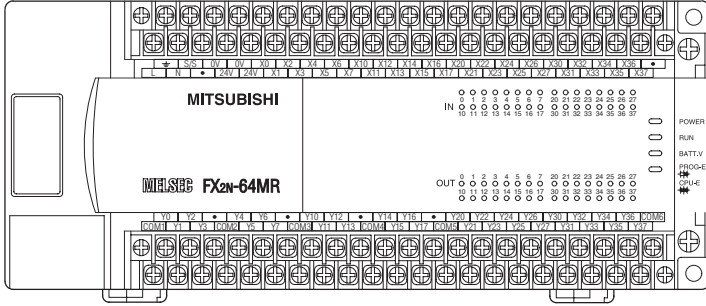 ⏚ S/S 0V 0V X0 X2 X4 X6 X10 X12 X14 X16 X20 X22 X24 X26 X30 X32 X34 X36 •
L N • 24V 24V X1 X3 X5 X7 X11 X13 X15 X17 X21 X23 X25 X27 X31 X33 X35 X37
MITSUBISHI
IN
0 1 2 3 4 5 6 7 20 21 22 23 24 25 26 27
10 11 12 13 14 15 16 17 30 31 32 33 34 35 36 37
POWER
RUN
BATT.V
PROG-E
CPU-E
MELSEC FX2N-64MR
OUT
0 1 2 3 4 5 6 7 20 21 22 23 24 25 26 27
10 11 12 13 14 15 16 17 30 31 32 33 34 35 36 37
Y0 Y2 • Y4 Y6 • Y10 Y12 • Y14 Y16 • Y20 Y22 Y24 Y26 Y30 Y32 Y34 Y36 COM6
COM1 Y1 Y3 COM2 Y5 Y7 COM3 Y11 Y13 COM4 Y15 Y17 COM5 Y21 Y23 Y25 Y27 Y31 Y33 Y35 Y37